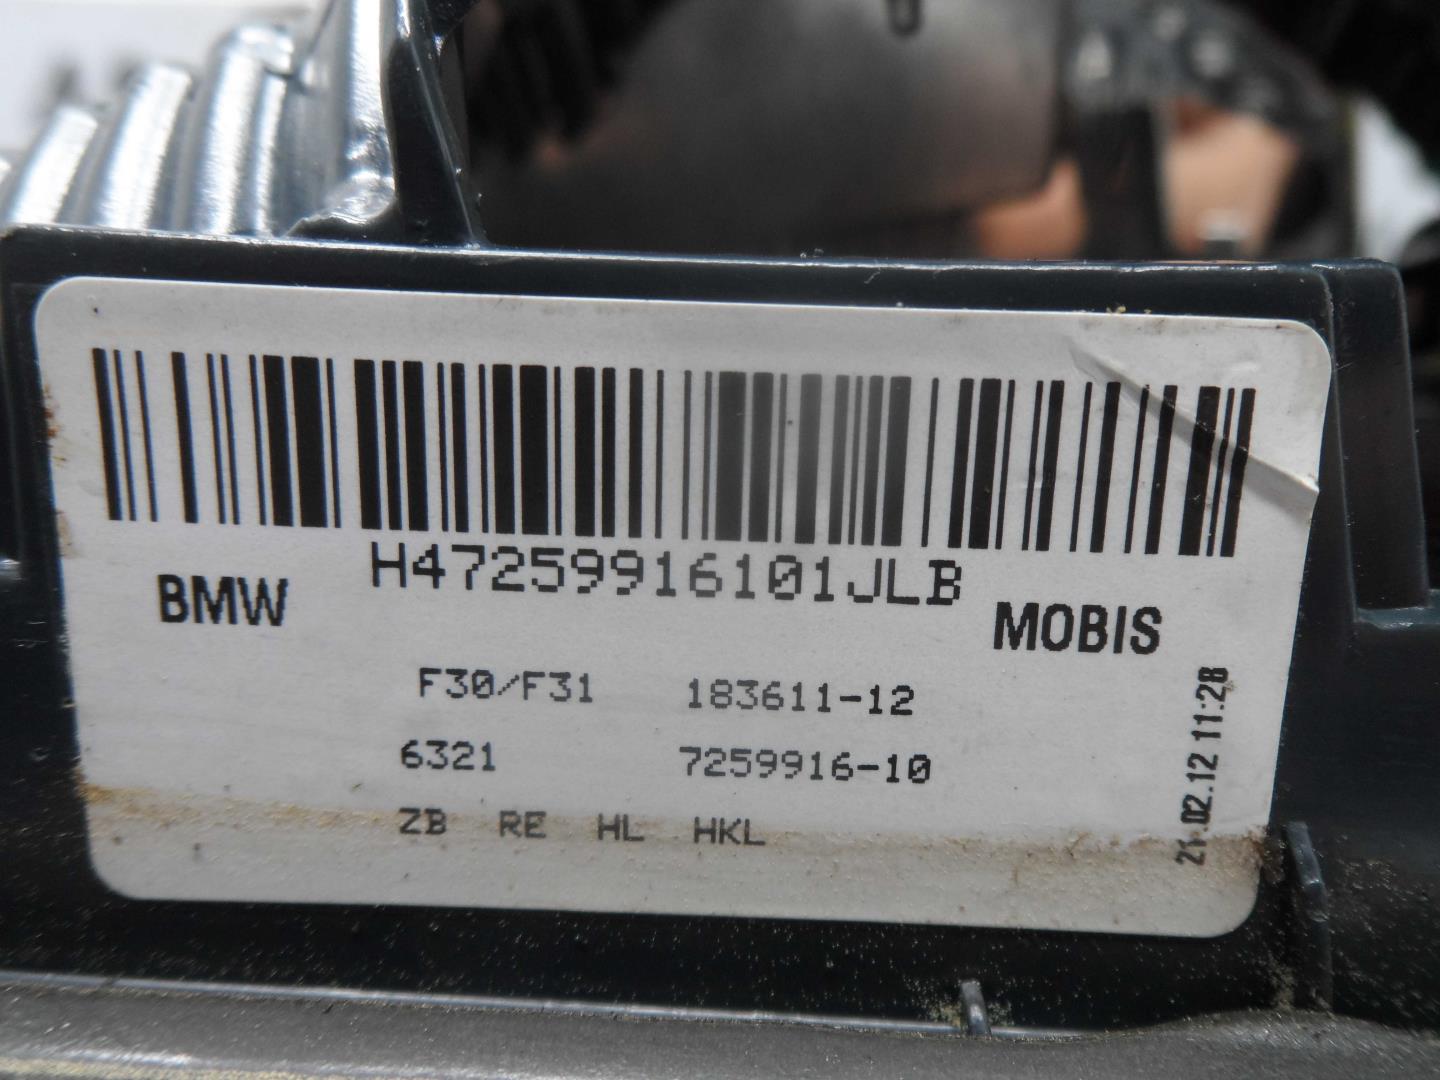 H47259916101JLB
BMW
MOBIS
F30/F31 183611-12
6321 7259916-10
ZB RE HL HKL
21.02.12 11:28